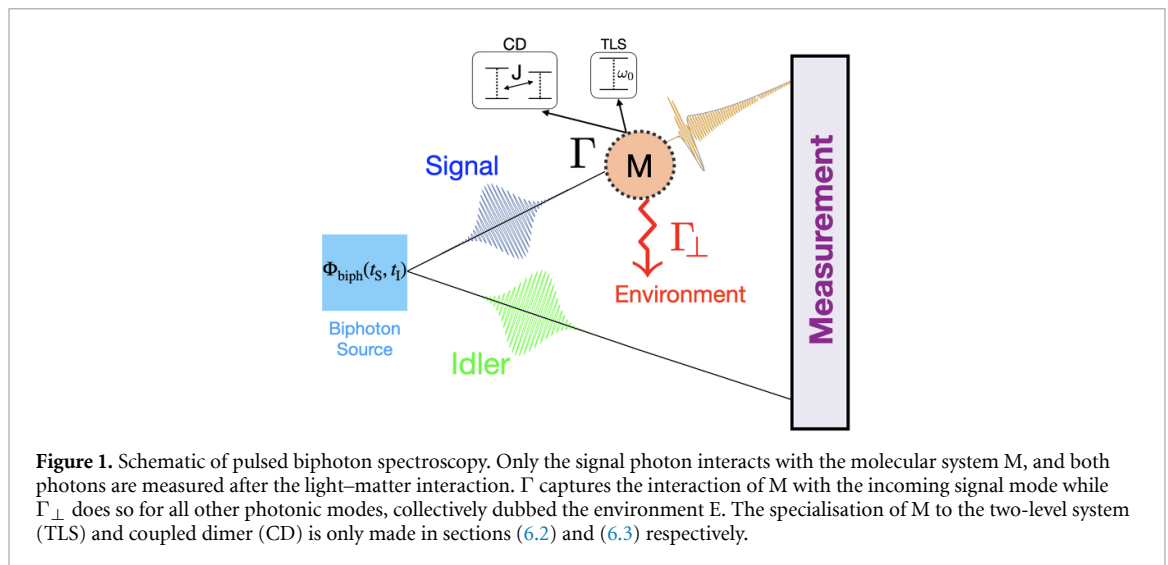 CD
TLS
J
ω₀
Γ
M
Signal
Γ⊥
Φbiph(tS, tI)
Environment
Biphoton
Source
Idler
Measurement
Figure 1. Schematic of pulsed biphoton spectroscopy. Only the signal photon interacts with the molecular system M, and both
photons are measured after the light–matter interaction. Γ captures the interaction of M with the incoming signal mode while
Γ⊥ does so for all other photonic modes, collectively dubbed the environment E. The specialisation of M to the two-level system
(TLS) and coupled dimer (CD) is only made in sections (6.2) and (6.3) respectively.